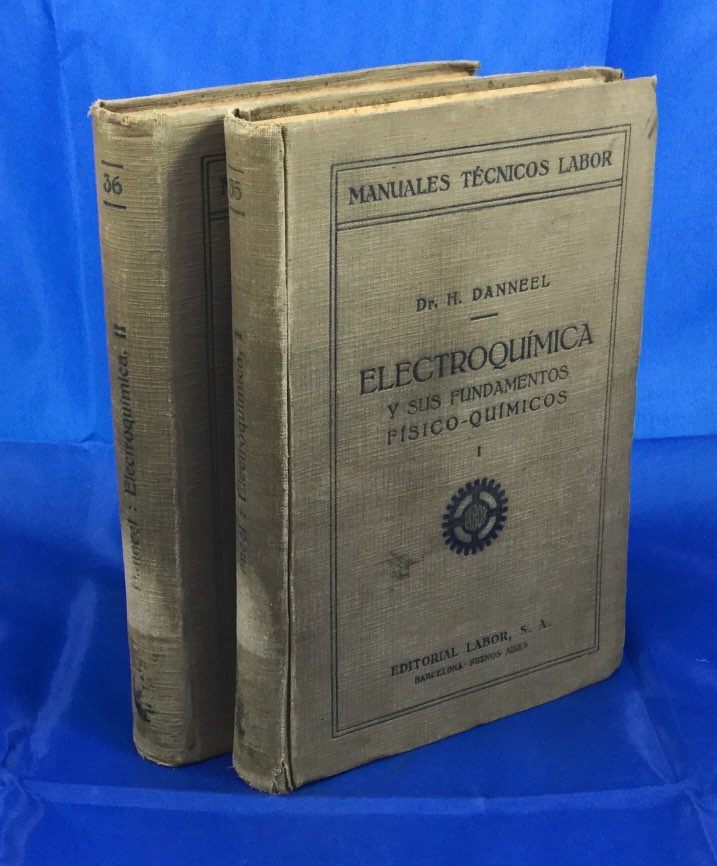 MANUALES TÉCNICOS LABOR
Dr. H. DANNEEL
ELECTROQUÍMICA
Y SUS FUNDAMENTOS
FÍSICO-QUÍMICOS
I
LABOR
EDITORIAL LABOR, S. A.
BARCELONA-BUENOS AIRES
Electroquímica, I
36
Danneel : Electroquímica. II